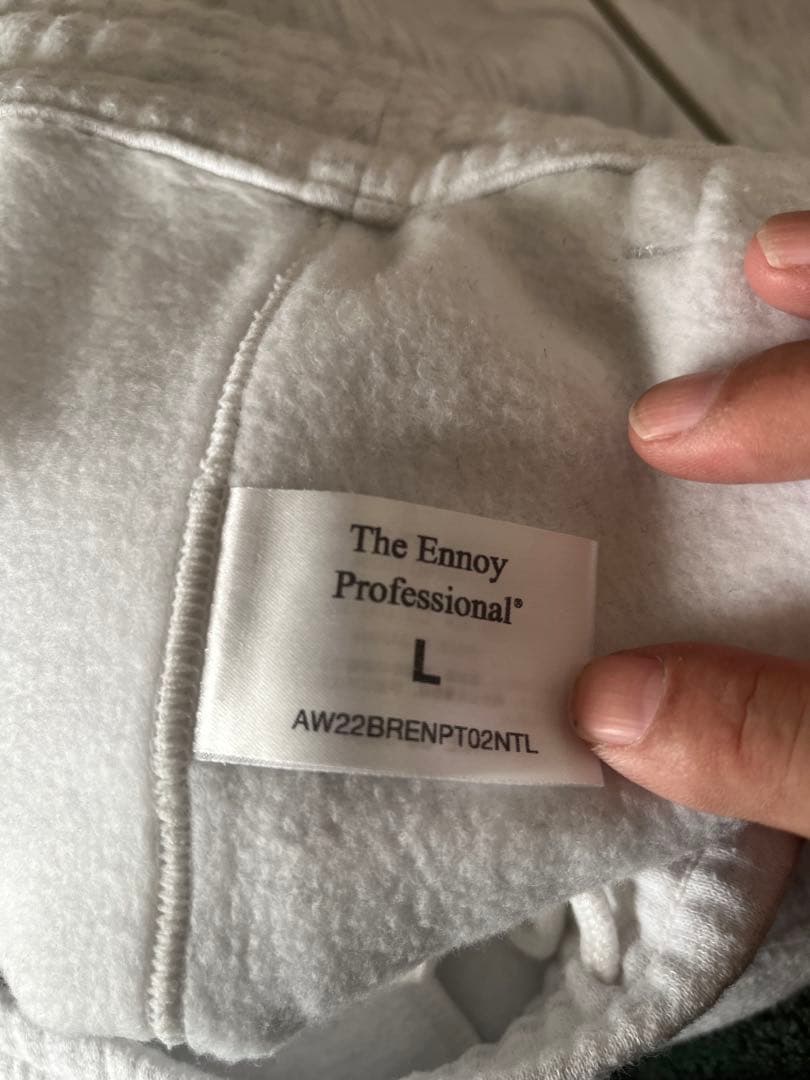 The Ennoy
Professional®
L
AW22BRENPT02NTL